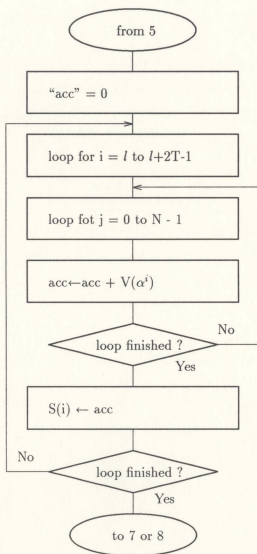 from 5
“acc” = 0
loop for i = l to l+2T-1
loop fot j = 0 to N - 1
acc←acc + V(αⁱ)
loop finished ?
No
Yes
S(i) ← acc
No
loop finished ?
Yes
to 7 or 8